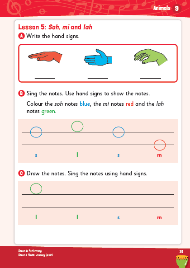 Animals 9
Lesson 5: Soh, mi and lah
A Write the hand signs.
B Sing the notes. Use hand signs to show the notes.
Colour the soh notes blue, the mi notes red and the lah
notes green.
s l s m
D Draw the notes. Sing the notes using hand signs.
l l s m